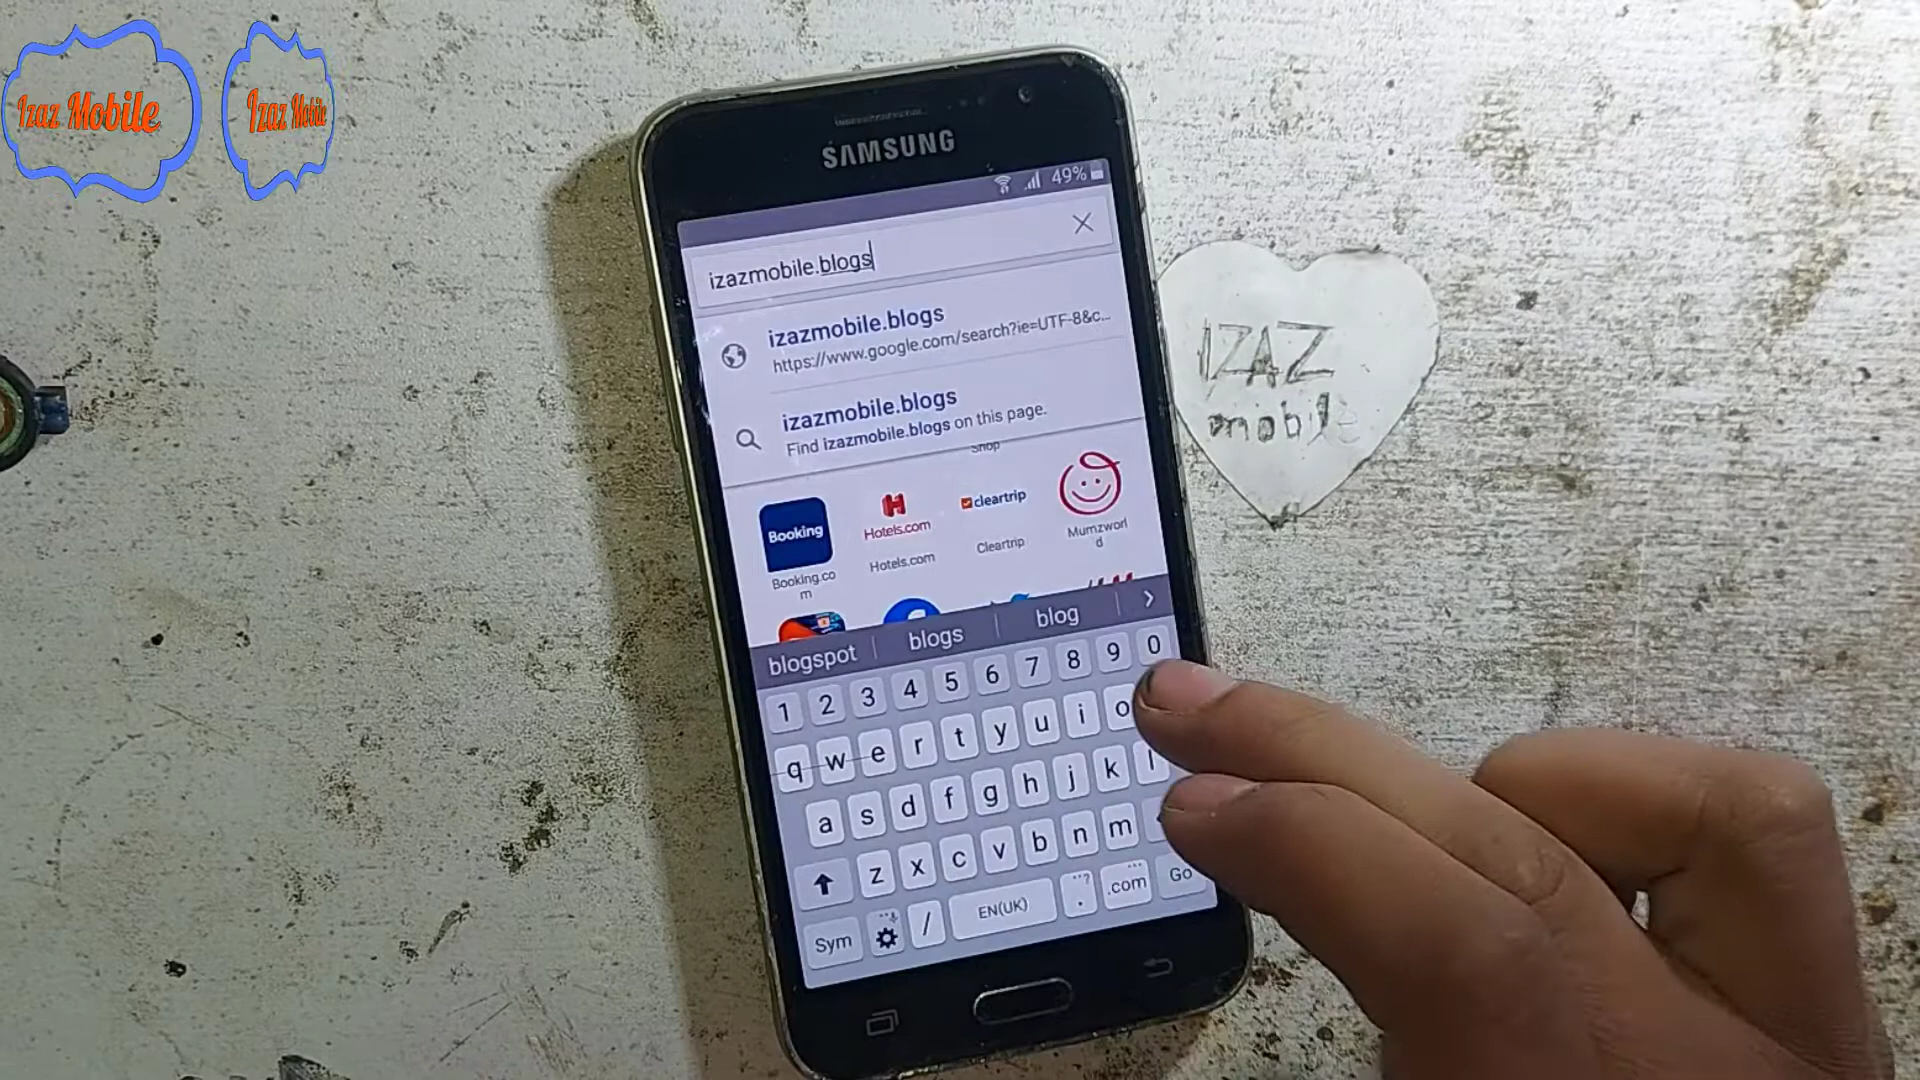 Izaz Mobile
Izaz Mobile
SAMSUNG
49%
izazmobile.blogs
izazmobile.blogs
https://www.google.com/search?ie=UTF-8&c...
izazmobile.blogs
Find izazmobile.blogs on this page.
Shop
Booking
Hotels.com
cleartrip
Booking.co
m
Hotels.com
Cleartrip
Mumzworl
d
blogspot blogs blog
1 2 3 4 5 6 7 8 9 0
q w e r t y u i o
a s d f g h j k l
z x c v b n m
Sym / EN(UK) . .com Go
IZAZ
mobile